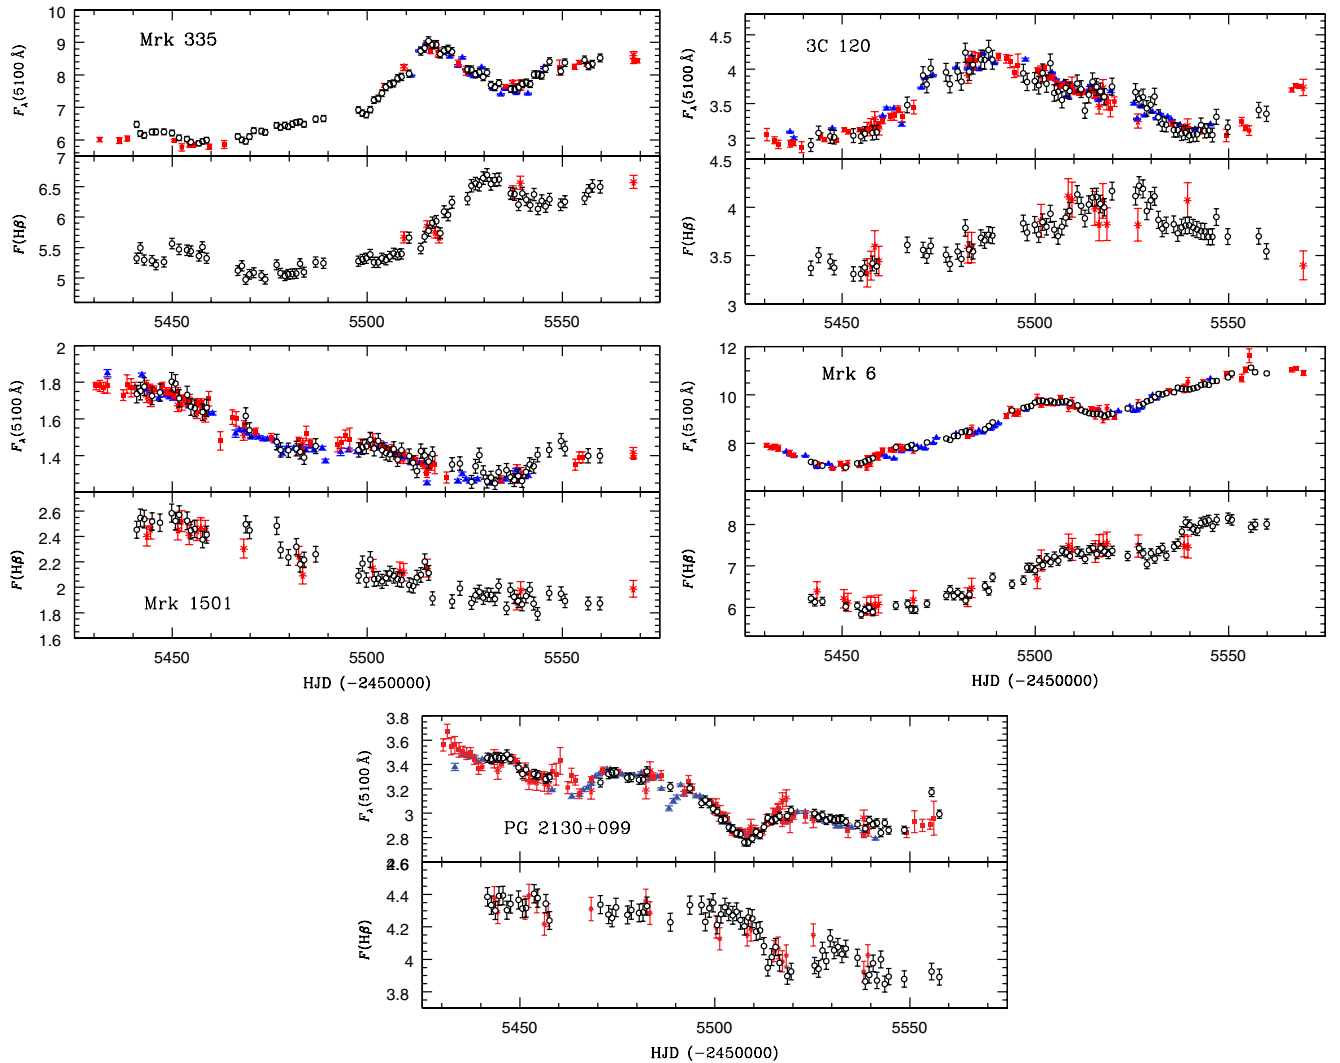 Mrk 335
F_λ(5100 Å)
10
9
8
7
6
F(Hβ)
7
6.5
6
5.5
5
5450 5500 5550
3C 120
F_λ(5100 Å)
4.5
4
3.5
3
F(Hβ)
4.5
4
3.5
3
5450 5500 5550
F_λ(5100 Å)
2
1.8
1.6
1.4
F(Hβ)
2.6
2.4
2.2
2
1.8
1.6
Mrk 1501
5450 5500 5550
HJD (−2450000)
Mrk 6
F_λ(5100 Å)
12
10
8
F(Hβ)
8
7
6
5450 5500 5550
HJD (−2450000)
F_λ(5100 Å)
3.8
3.6
3.4
3.2
3
2.8
PG 2130+099
F(Hβ)
4.6
4.4
4.2
4
3.8
5450 5500 5550
HJD (−2450000)